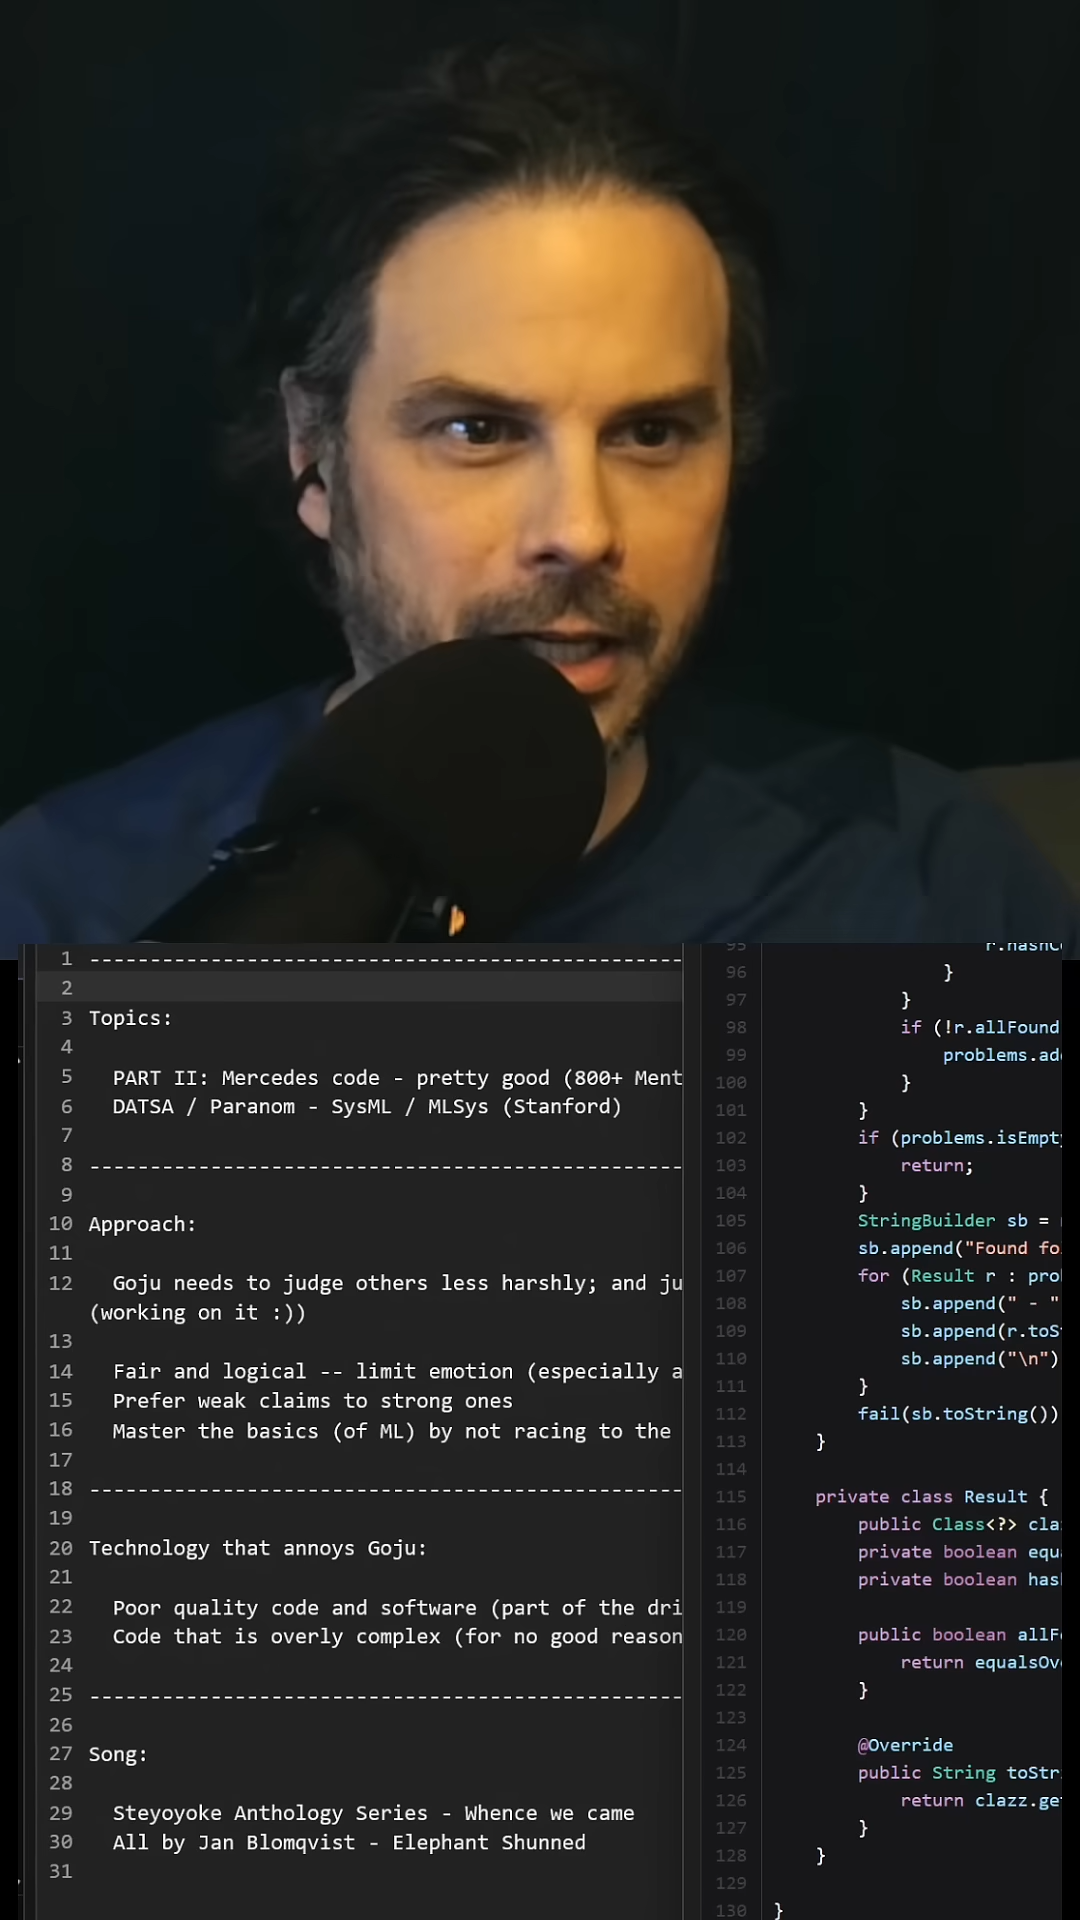 1 ------------------------------------------------
2
3 Topics:
4
5 PART II: Mercedes code - pretty good (800+ Ment
6 DATSA / Paranom - SysML / MLSys (Stanford)
7
8 ------------------------------------------------
9
10 Approach:
11
12 Goju needs to judge others less harshly; and ju
(working on it :))
13
14 Fair and logical -- limit emotion (especially a
15 Prefer weak claims to strong ones
16 Master the basics (of ML) by not racing to the
17
18 ------------------------------------------------
19
20 Technology that annoys Goju:
21
22 Poor quality code and software (part of the dri
23 Code that is overly complex (for no good reason
24
25 ------------------------------------------------
26
27 Song:
28
29 Steyoyoke Anthology Series - Whence we came
30 All by Jan Blomqvist - Elephant Shunned
31
95 r.hashC
96 }
97 }
98 if (!r.allFound
99 problems.ad
100 }
101 }
102 if (problems.isEmpt
103 return;
104 }
105 StringBuilder sb =
106 sb.append("Found fo
107 for (Result r : pro
108 sb.append(" - "
109 sb.append(r.toS
110 sb.append("\n")
111 }
112 fail(sb.toString())
113 }
114
115 private class Result {
116 public Class<?> cla
117 private boolean equ
118 private boolean has
119
120 public boolean allF
121 return equalsOv
122 }
123
124 @Override
125 public String toStr
126 return clazz.ge
127 }
128 }
129
130 }